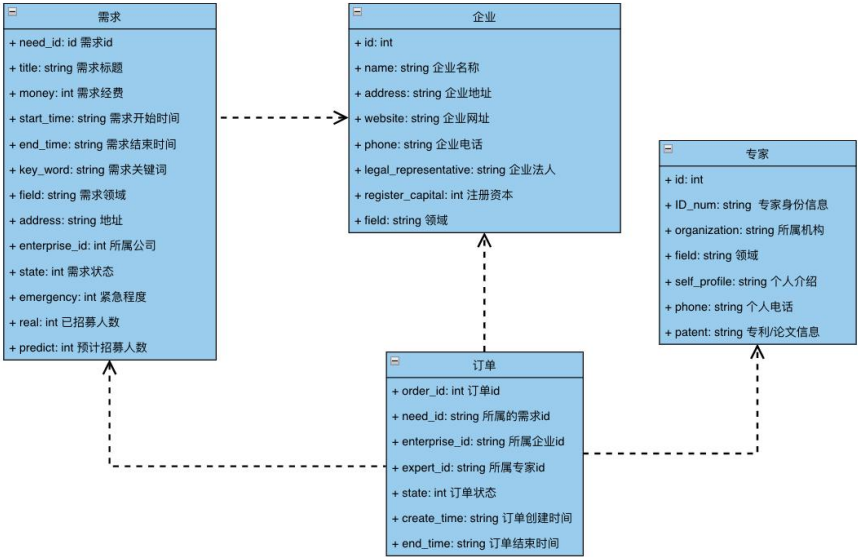 需求
+ need_id: id 需求id
+ title: string 需求标题
+ money: int 需求经费
+ start_time: string 需求开始时间
+ end_time: string 需求结束时间
+ key_word: string 需求关键词
+ field: string 需求领域
+ address: string 地址
+ enterprise_id: int 所属公司
+ state: int 需求状态
+ emergency: int 紧急程度
+ real: int 已招募人数
+ predict: int 预计招募人数
企业
+ id: int
+ name: string 企业名称
+ address: string 企业地址
+ website: string 企业网址
+ phone: string 企业电话
+ legal_representative: string 企业法人
+ register_capital: int 注册资本
+ field: string 领域
专家
+ id: int
+ ID_num: string 专家身份信息
+ organization: string 所属机构
+ field: string 领域
+ self_profile: string 个人介绍
+ phone: string 个人电话
+ patent: string 专利/论文信息
订单
+ order_id: int 订单id
+ need_id: string 所属的需求id
+ enterprise_id: string 所属企业id
+ expert_id: string 所属专家id
+ state: int 订单状态
+ create_time: string 订单创建时间
+ end_time: string 订单结束时间